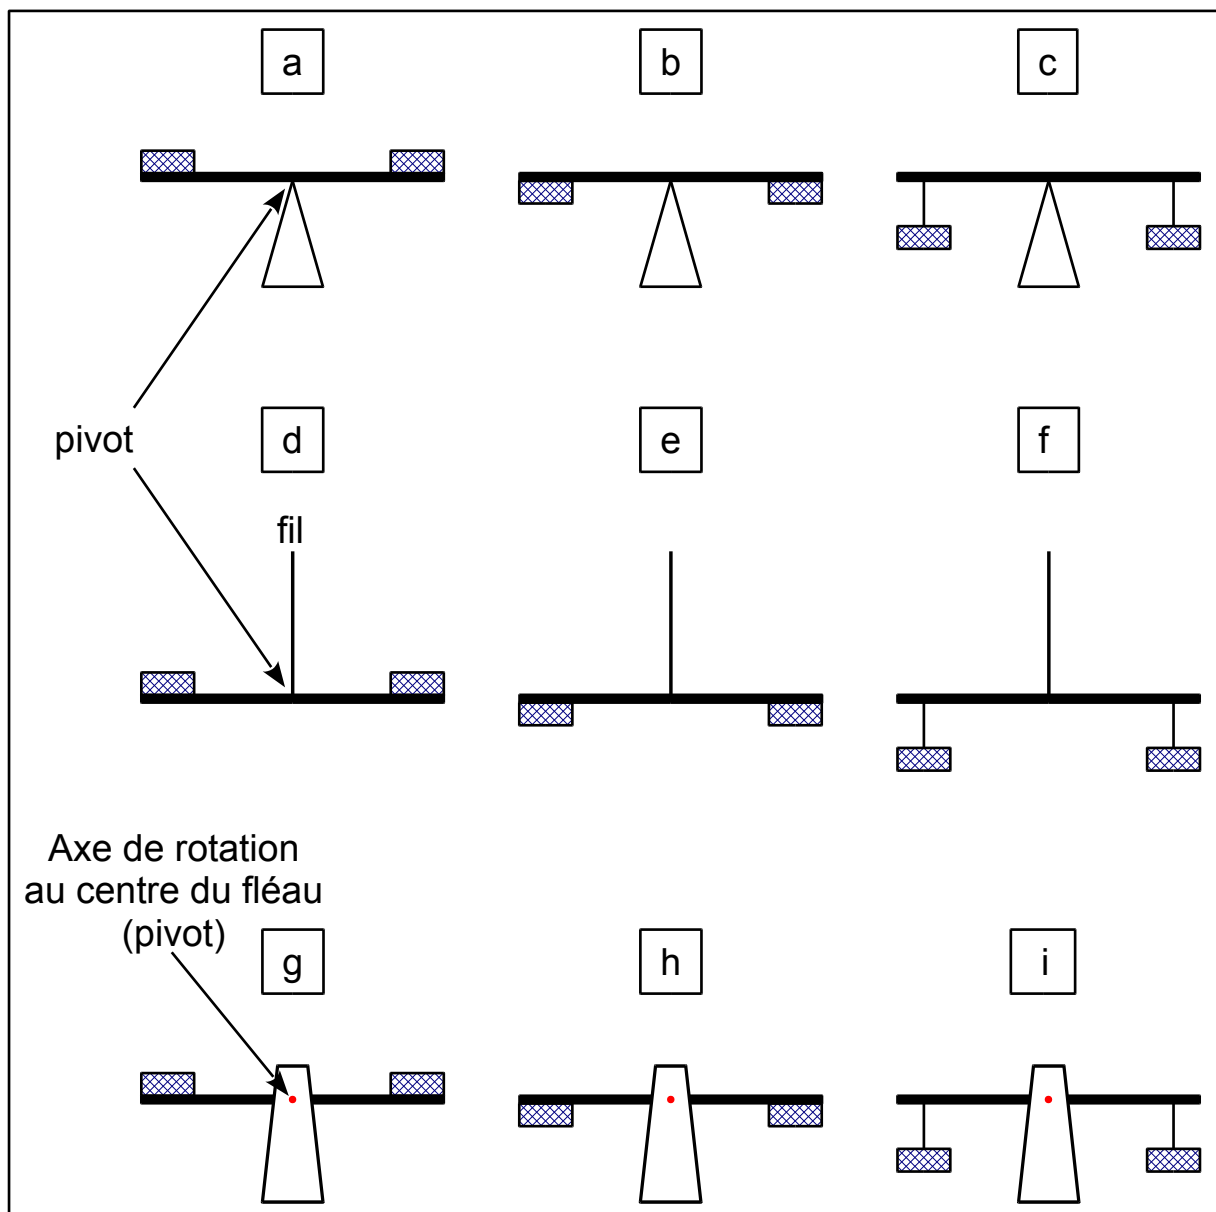 a
b
c
pivot
d
e
f
fil
Axe de rotation
au centre du fléau
(pivot)
g
h
i